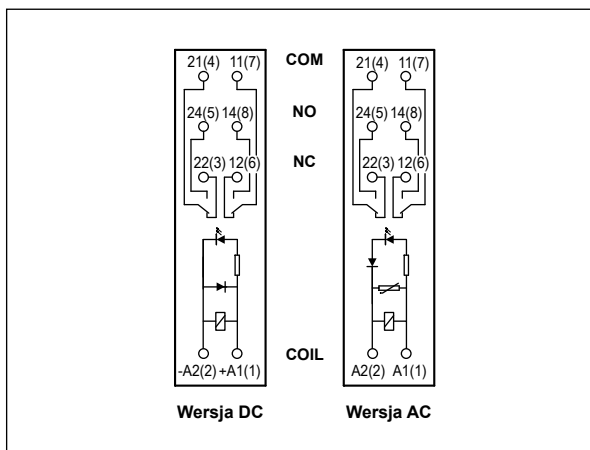 21(4) 11(7) COM 21(4) 11(7)
24(5) 14(8) NO 24(5) 14(8)
22(3) 12(6) NC 22(3) 12(6)
COIL
-A2(2) +A1(1) A2(2) A1(1)
Wersja DC Wersja AC